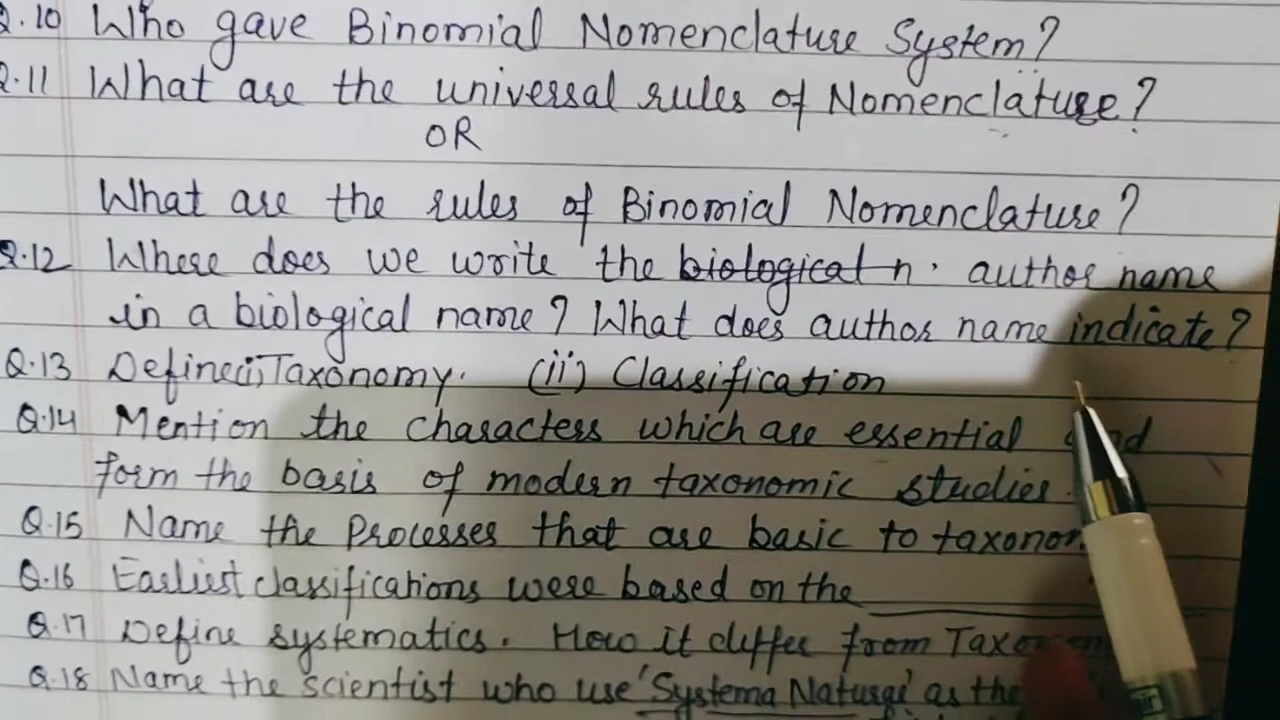 Q.10 Who gave Binomial Nomenclature System?
Q.11 What are the universal rules of Nomenclature?
OR
What are the rules of Binomial Nomenclature?
Q.12 Where does we write the biological n. author name
in a biological name? What does author name indicate?
Q.13 Define (i) Taxonomy. (ii) Classification
Q.14 Mention the characters which are essential and
form the basis of modern taxonomic studies.
Q.15 Name the Processes that are basic to
Q.16 Earliest classifications were based on the ________
Q.17 Define systematics. How it differ from
Q.18 Name the scientist who use 'Systema Naturae' as the